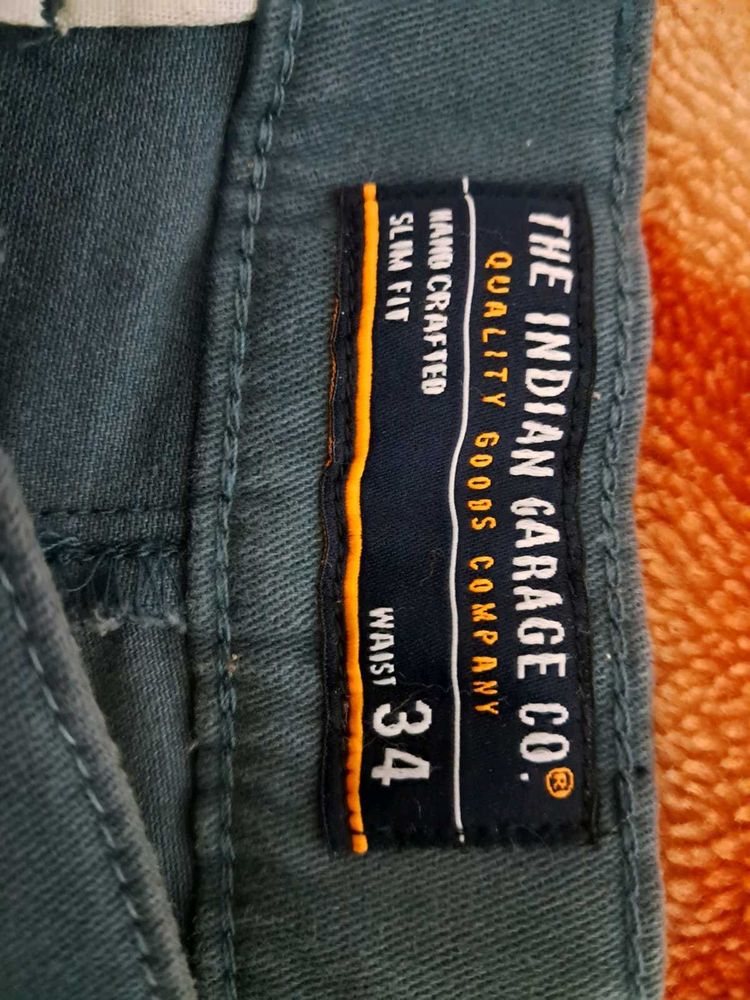 THE INDIAN GARAGE CO.®
QUALITY GOODS COMPANY
HAND CRAFTED
SLIM FIT
WAIST 34